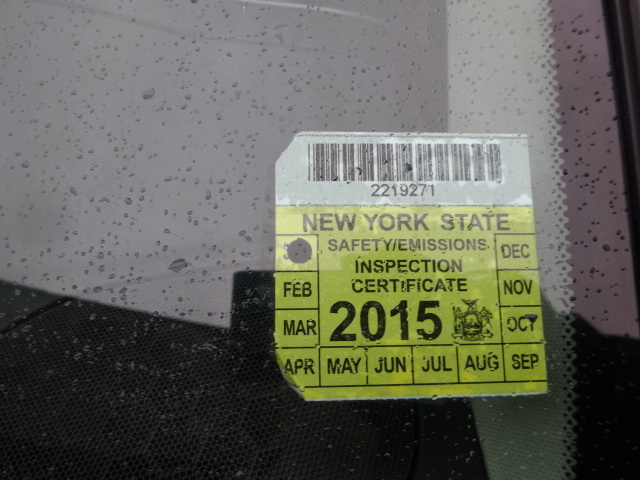 2219271
NEW YORK STATE
SAFETY/EMISSIONS
INSPECTION
CERTIFICATE
2015
DEC
NOV
OCT
FEB
MAR
APR MAY JUN JUL AUG SEP